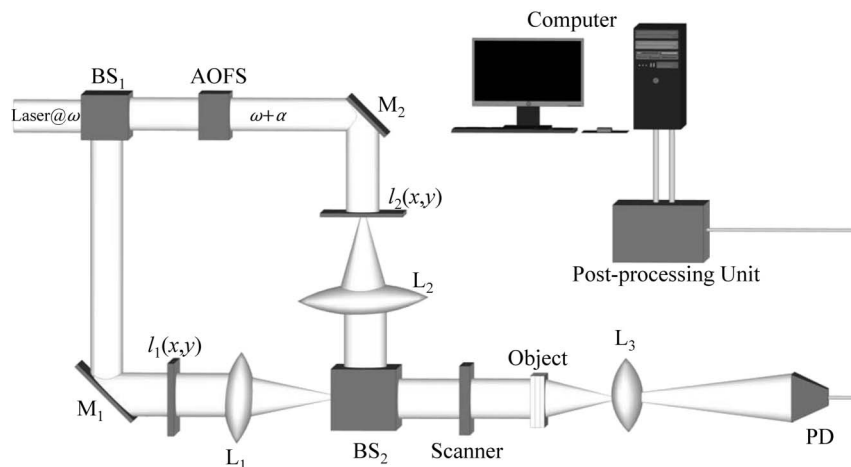 Computer
BS₁
AOFS
M₂
Laser@ω
ω+α
l₂(x,y)
Post-processing Unit
L₂
l₁(x,y)
L₃
Object
M₁
L₁
BS₂
Scanner
PD